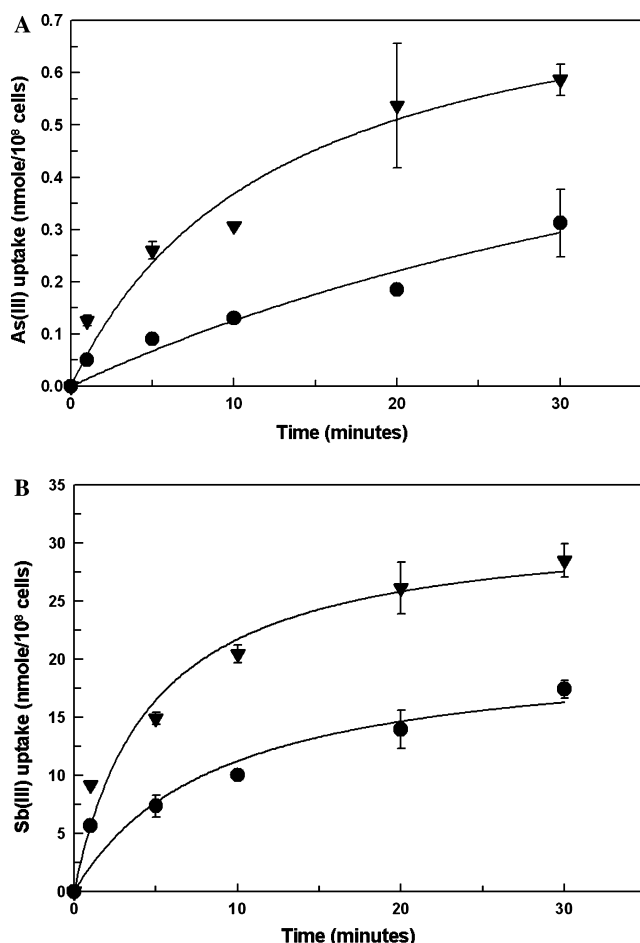 A
0.7
0.6
0.5
0.4
0.3
0.2
0.1
0.0
As(III) uptake (nmole/10⁸ cells)
0 10 20 30
Time (minutes)
B
35
30
25
20
15
10
5
0
Sb(III) uptake (nmole/10⁸ cells)
0 10 20 30
Time (minutes)